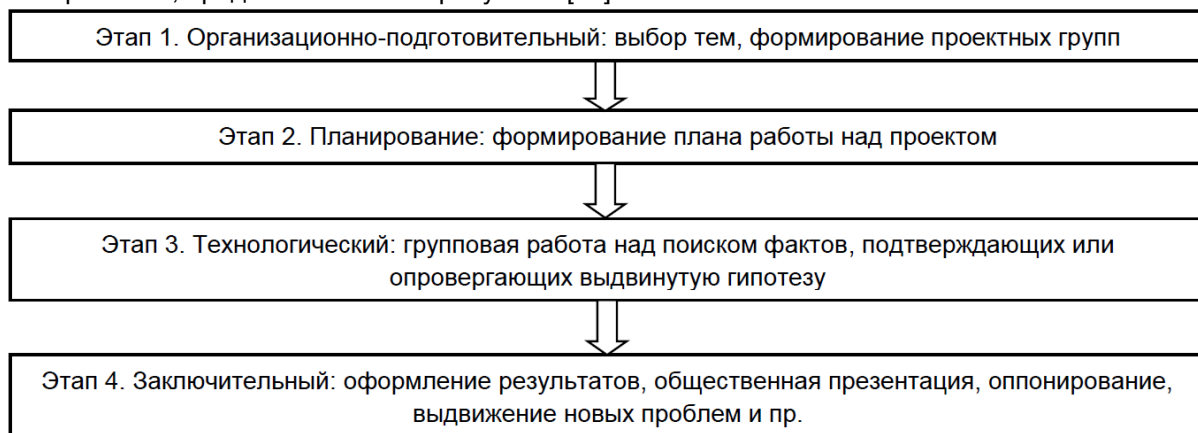 Этап 1. Организационно-подготовительный: выбор тем, формирование проектных групп
Этап 2. Планирование: формирование плана работы над проектом
Этап 3. Технологический: групповая работа над поиском фактов, подтверждающих или
опровергающих выдвинутую гипотезу
Этап 4. Заключительный: оформление результатов, общественная презентация, оппонирование,
выдвижение новых проблем и пр.